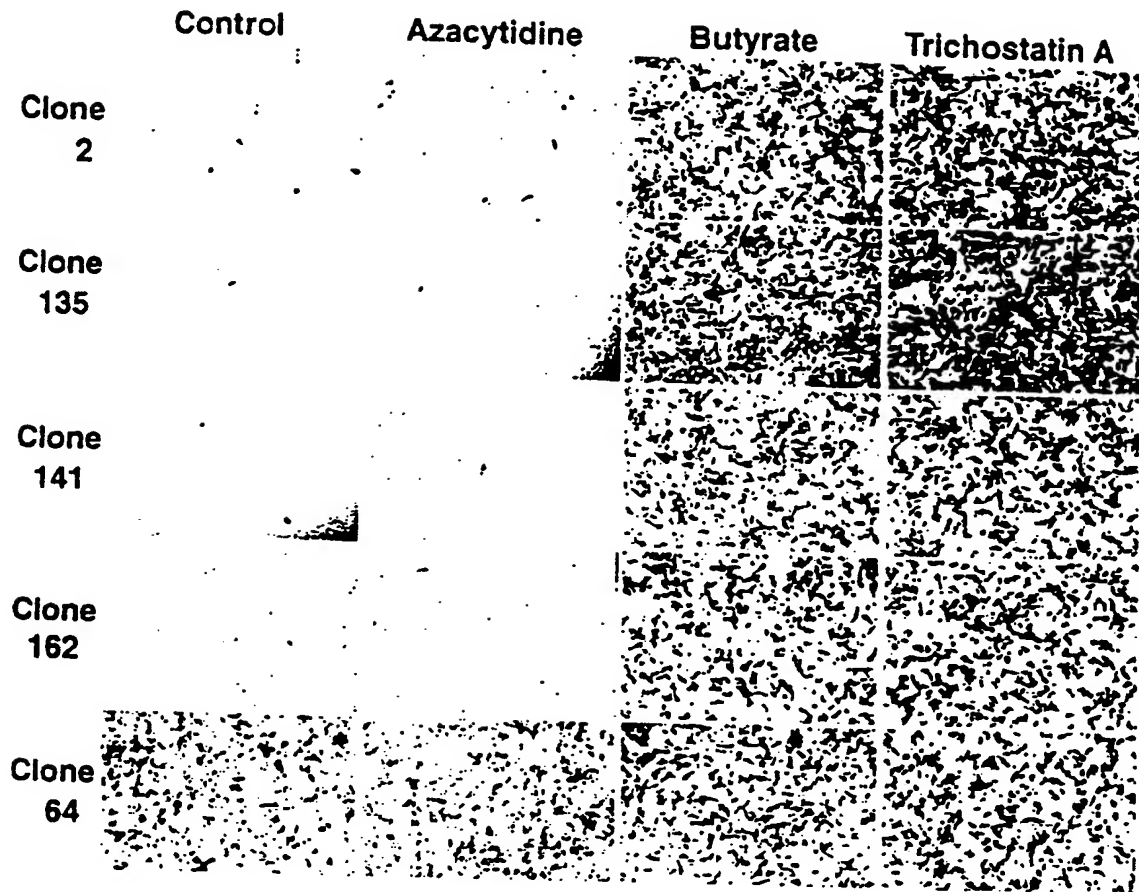 Control Azacytidine Butyrate Trichostatin A
Clone
2
Clone
135
Clone
141
Clone
162
Clone
64